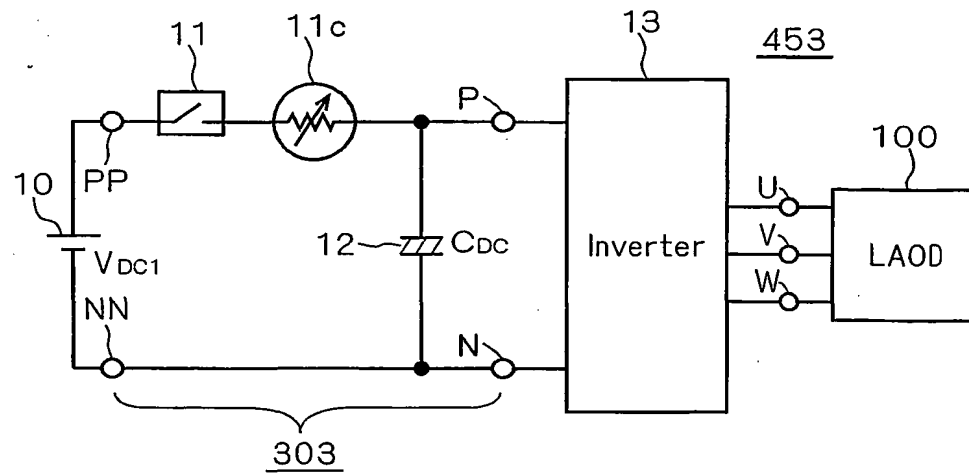 11
11c
13
453
P
100
PP
10
U
12
CDC
Inverter
V
LAOD
VDC1
W
NN
N
303